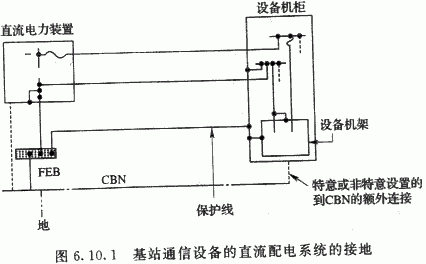 设备机柜
直流电力装置
设备机架
FEB
CBN
保护线
特意或非特意设置的
到CBN的额外连接
地
图 6.10.1 基站通信设备的直流配电系统的接地